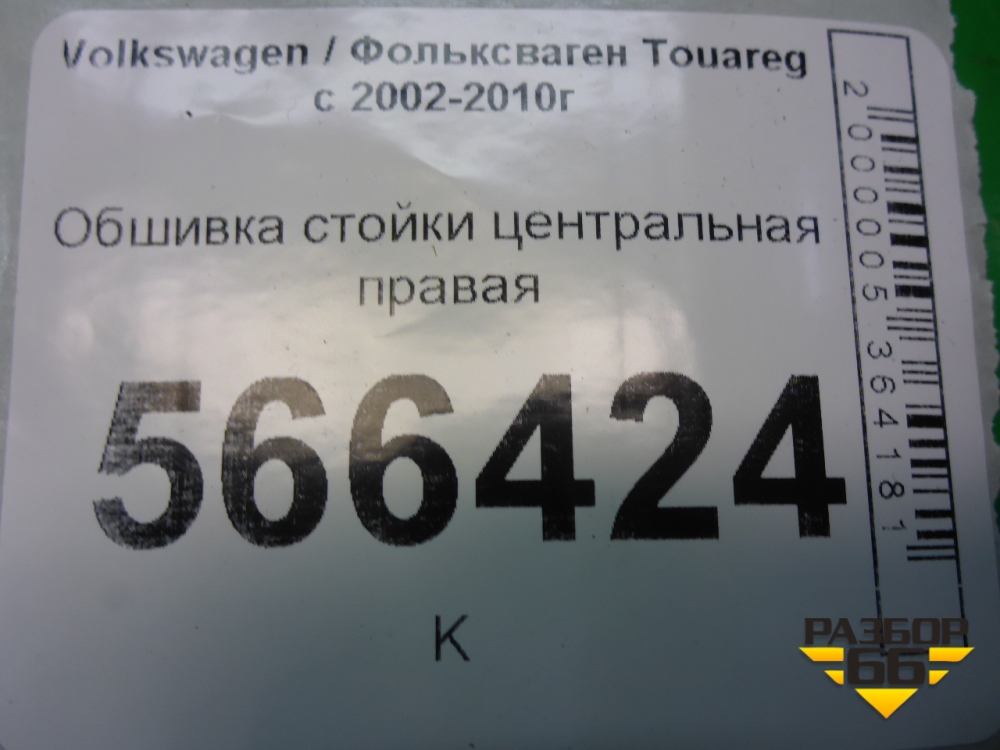 Volkswagen / Фольксваген Touareg
с 2002-2010г
Обшивка стойки центральная
правая
566424
К
2000005364181
РАЗБОР
66